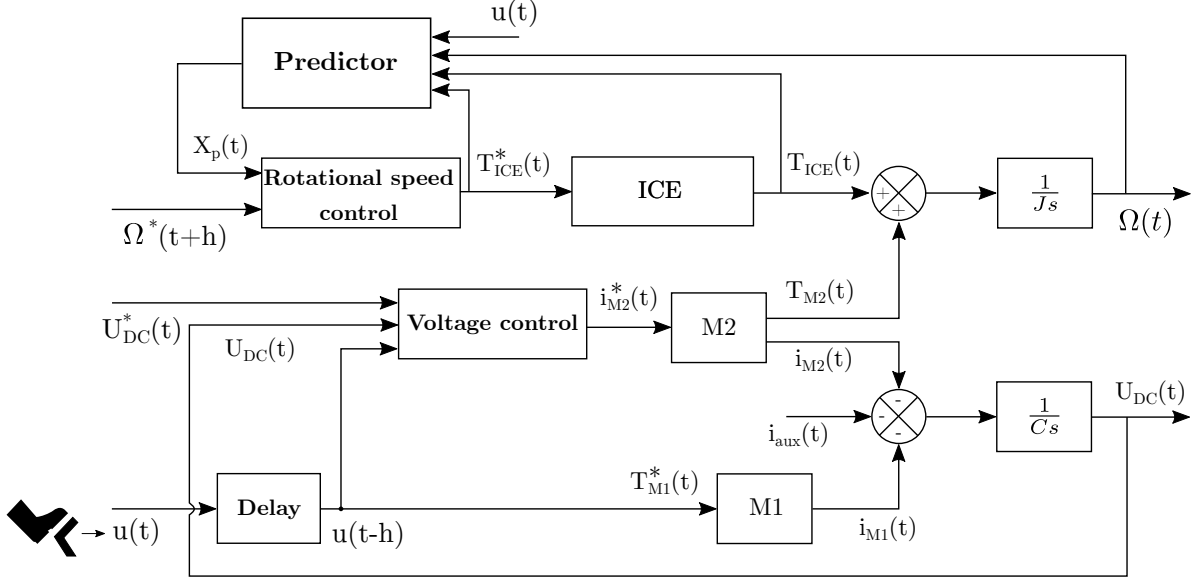 u(t)
Predictor
X_p(t)
T*_ICE(t)
T_ICE(t)
Rotational speed
control
ICE
+
+
1
Js
Ω*(t+h)
Ω(t)
U*_DC(t)
U_DC(t)
Voltage control
i*_M2(t)
M2
T_M2(t)
i_M2(t)
-
-
-
i_aux(t)
1
Cs
U_DC(t)
u(t)
Delay
u(t-h)
T*_M1(t)
M1
i_M1(t)